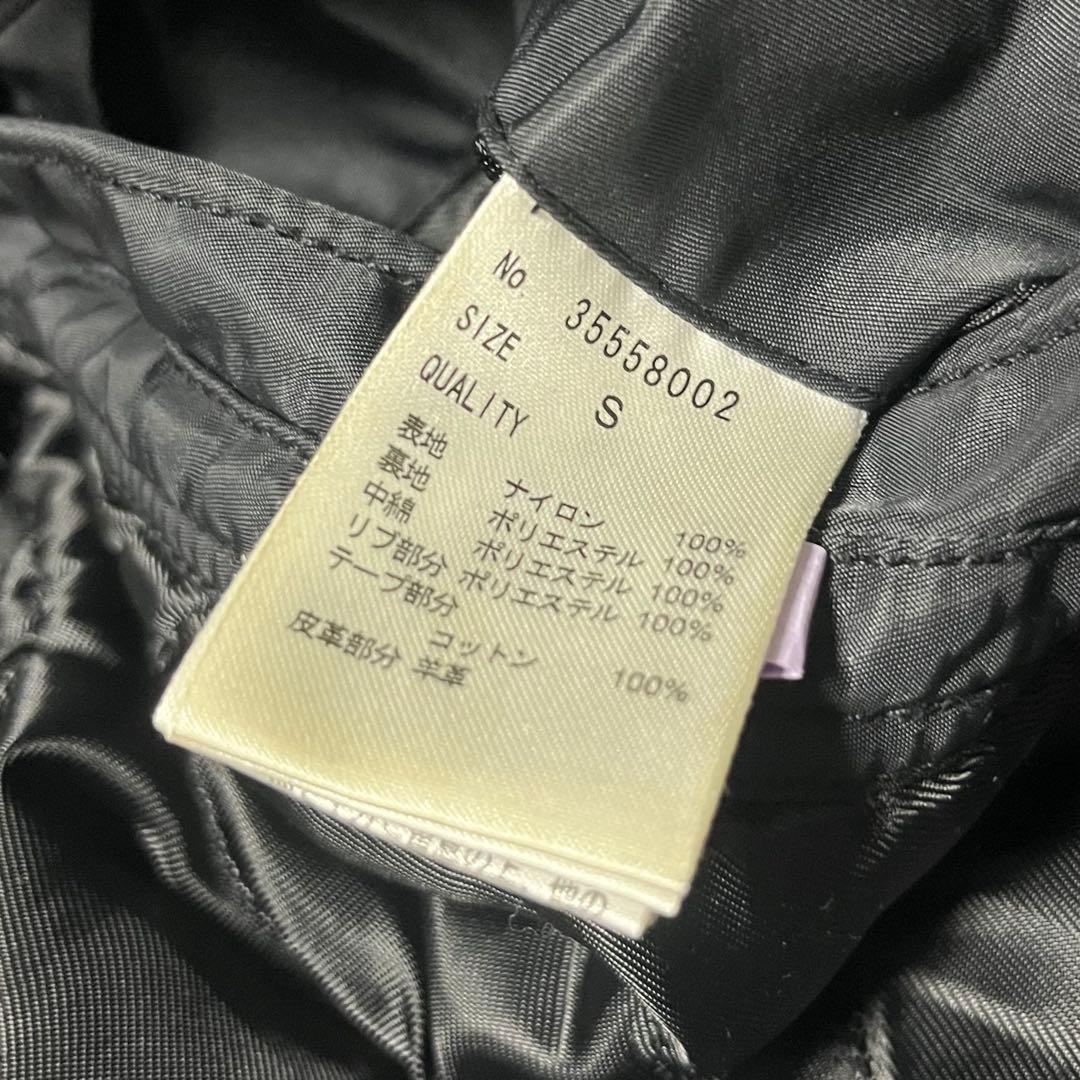 No. 35558002
SIZE S
QUALITY
表地 ナイロン 100%
裏地 ポリエステル 100%
中綿 ポリエステル 100%
リブ部分 ポリエステル 100%
テープ部分 コットン 100%
皮革部分 羊革